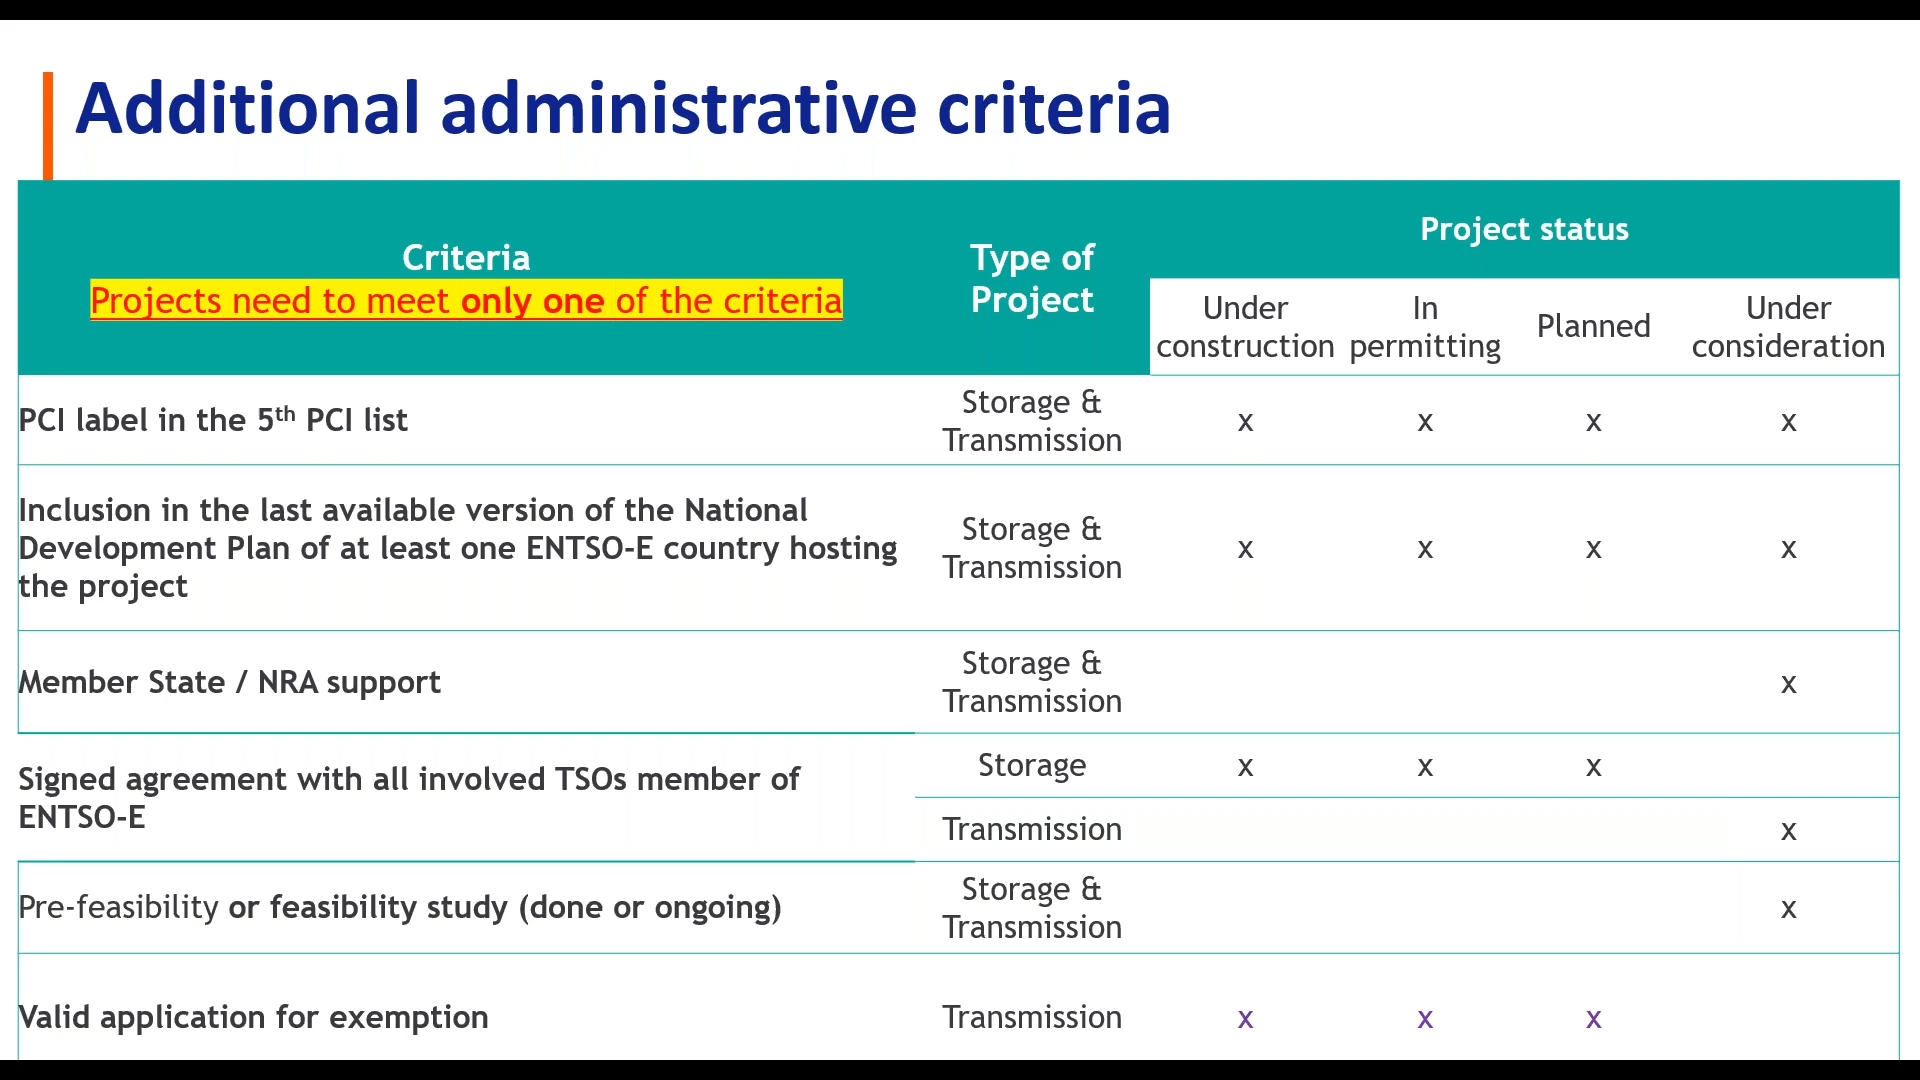 Additional administrative criteria
Criteria
Projects need to meet only one of the criteria
Type of
Project
Project status
Under
construction
In
permitting
Planned
Under
consideration
PCI label in the 5th PCI list
Storage &
Transmission
x x x x
Inclusion in the last available version of the National
Development Plan of at least one ENTSO-E country hosting
the project
Storage &
Transmission
x x x x
Member State / NRA support
Storage &
Transmission
x
Signed agreement with all involved TSOs member of
ENTSO-E
Storage
x x x
Transmission
x
Pre-feasibility or feasibility study (done or ongoing)
Storage &
Transmission
x
Valid application for exemption
Transmission
x x x